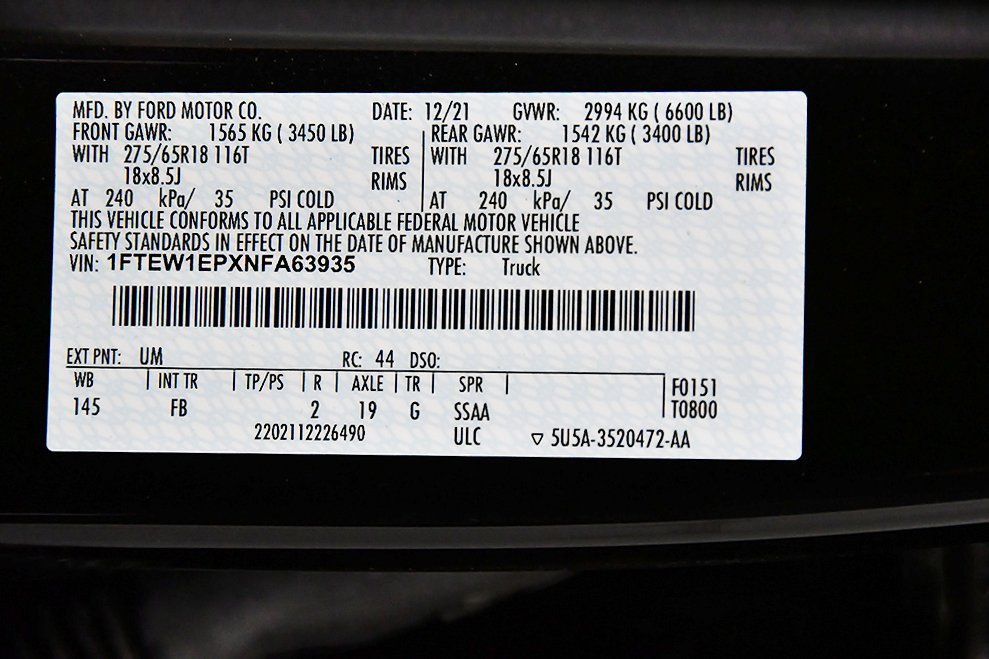 MFD. BY FORD MOTOR CO. DATE: 12/21 GVWR: 2994 KG ( 6600 LB)
FRONT GAWR: 1565 KG ( 3450 LB) REAR GAWR: 1542 KG ( 3400 LB)
WITH 275/65R18 116T TIRES WITH 275/65R18 116T TIRES
18x8.5J RIMS 18x8.5J RIMS
AT 240 kPa/ 35 PSI COLD AT 240 kPa/ 35 PSI COLD
THIS VEHICLE CONFORMS TO ALL APPLICABLE FEDERAL MOTOR VEHICLE
SAFETY STANDARDS IN EFFECT ON THE DATE OF MANUFACTURE SHOWN ABOVE.
VIN: 1FTEW1EPXNFA63935 TYPE: Truck
EXT PNT: UM RC: 44 DSO:
WB INT TR TP/PS R AXLE TR SPR F0151
145 FB 2 19 G SSAA T0800
2202112226490 ULC ▽ 5U5A-3520472-AA